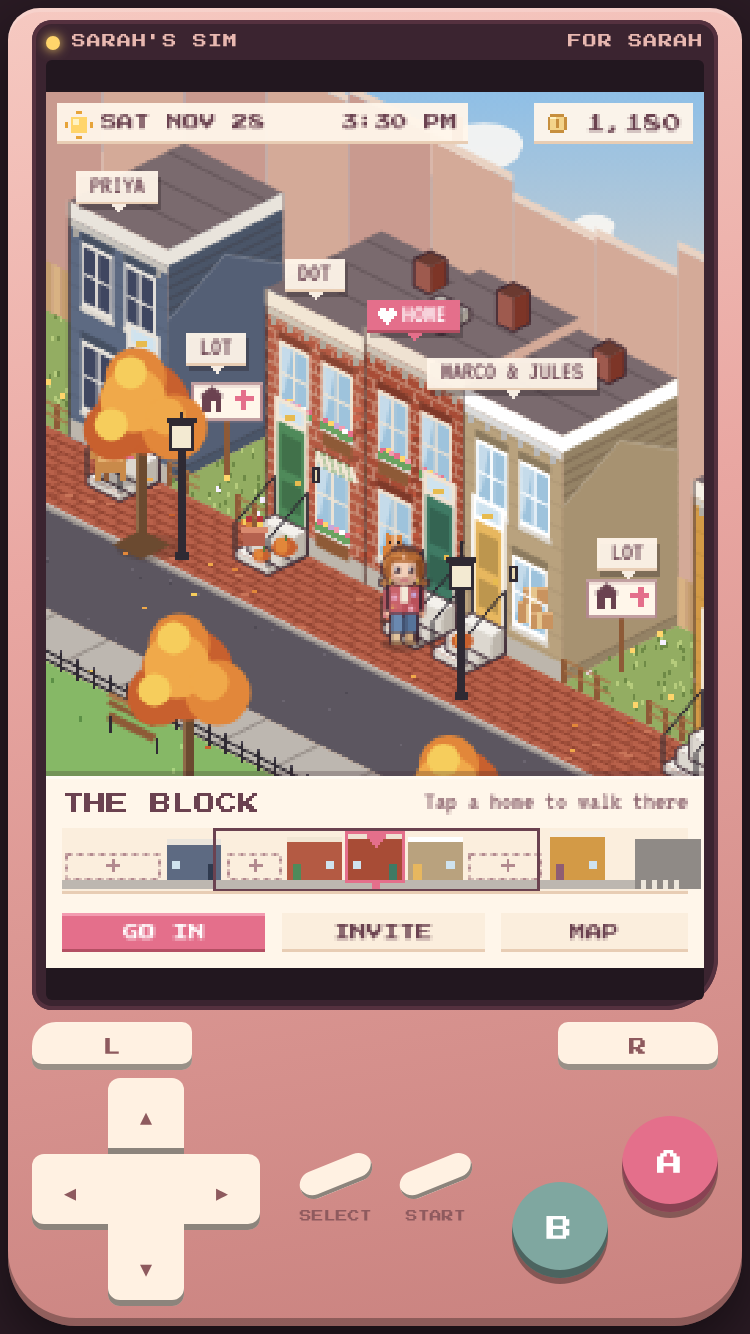 SARAH'S SIM
FOR SARAH
SAT NOV 28
3:30 PM
1,180
PRIYA
DOT
LOT
HOME
MARCO & JULES
LOT
THE BLOCK
Tap a home to walk there
GO IN
INVITE
MAP
L
R
A
B
SELECT
START